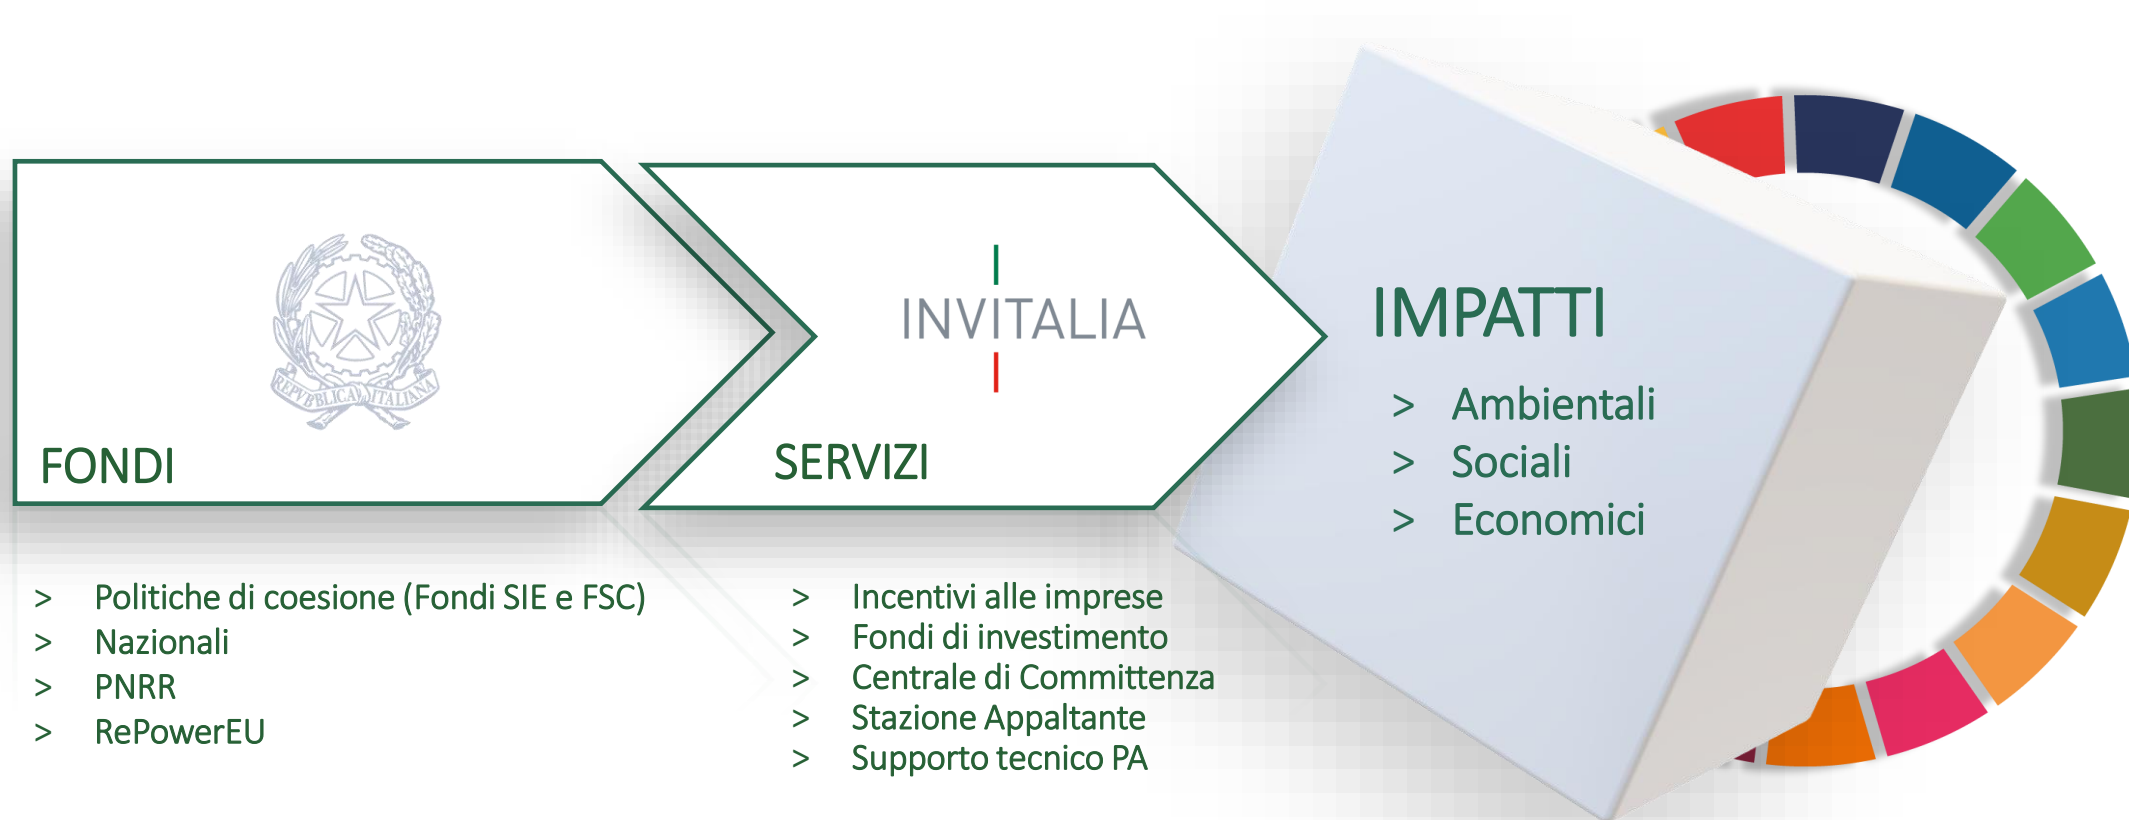 REPVBBLICA ITALIANA
FONDI
> Politiche di coesione (Fondi SIE e FSC)
> Nazionali
> PNRR
> RePowerEU
INVITALIA
SERVIZI
> Incentivi alle imprese
> Fondi di investimento
> Centrale di Committenza
> Stazione Appaltante
> Supporto tecnico PA
IMPATTI
> Ambientali
> Sociali
> Economici